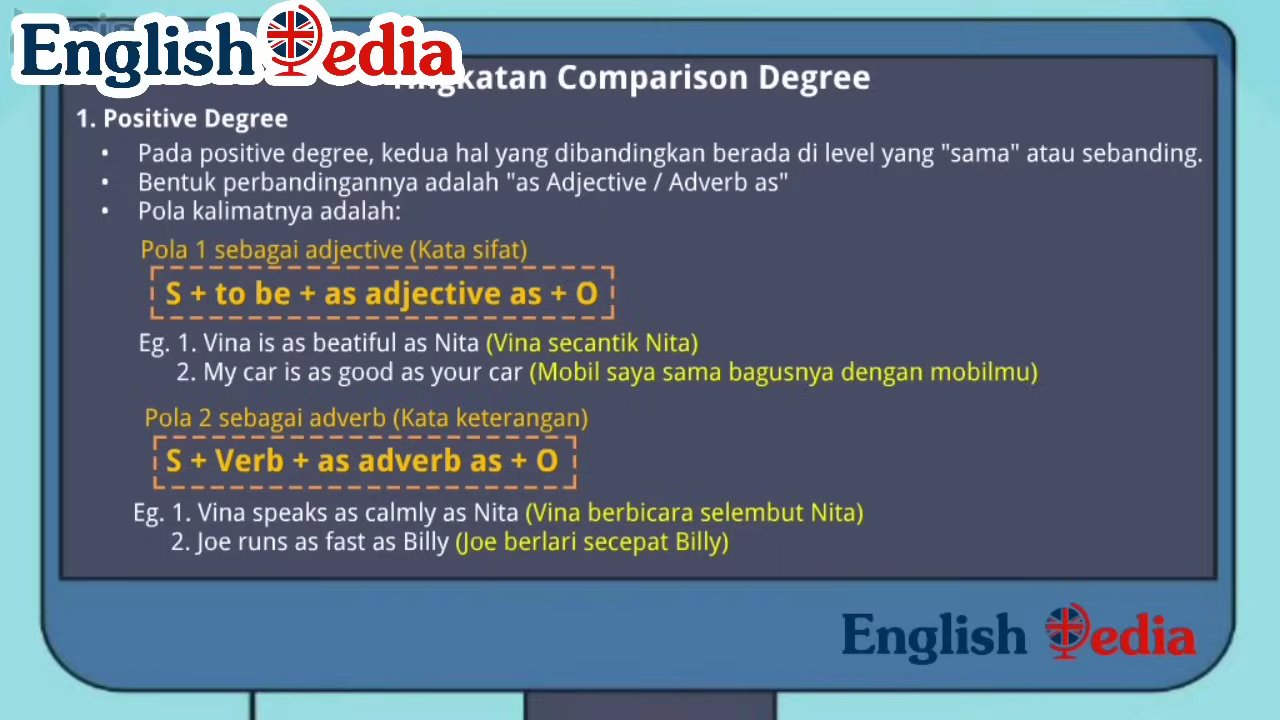 English Pedia
Tingkatan Comparison Degree
1. Positive Degree
• Pada positive degree, kedua hal yang dibandingkan berada di level yang "sama" atau sebanding.
• Bentuk perbandingannya adalah "as Adjective / Adverb as"
• Pola kalimatnya adalah:
Pola 1 sebagai adjective (Kata sifat)
S + to be + as adjective as + O
Eg. 1. Vina is as beatiful as Nita (Vina secantik Nita)
2. My car is as good as your car (Mobil saya sama bagusnya dengan mobilmu)
Pola 2 sebagai adverb (Kata keterangan)
S + Verb + as adverb as + O
Eg. 1. Vina speaks as calmly as Nita (Vina berbicara selembut Nita)
2. Joe runs as fast as Billy (Joe berlari secepat Billy)
English Pedia